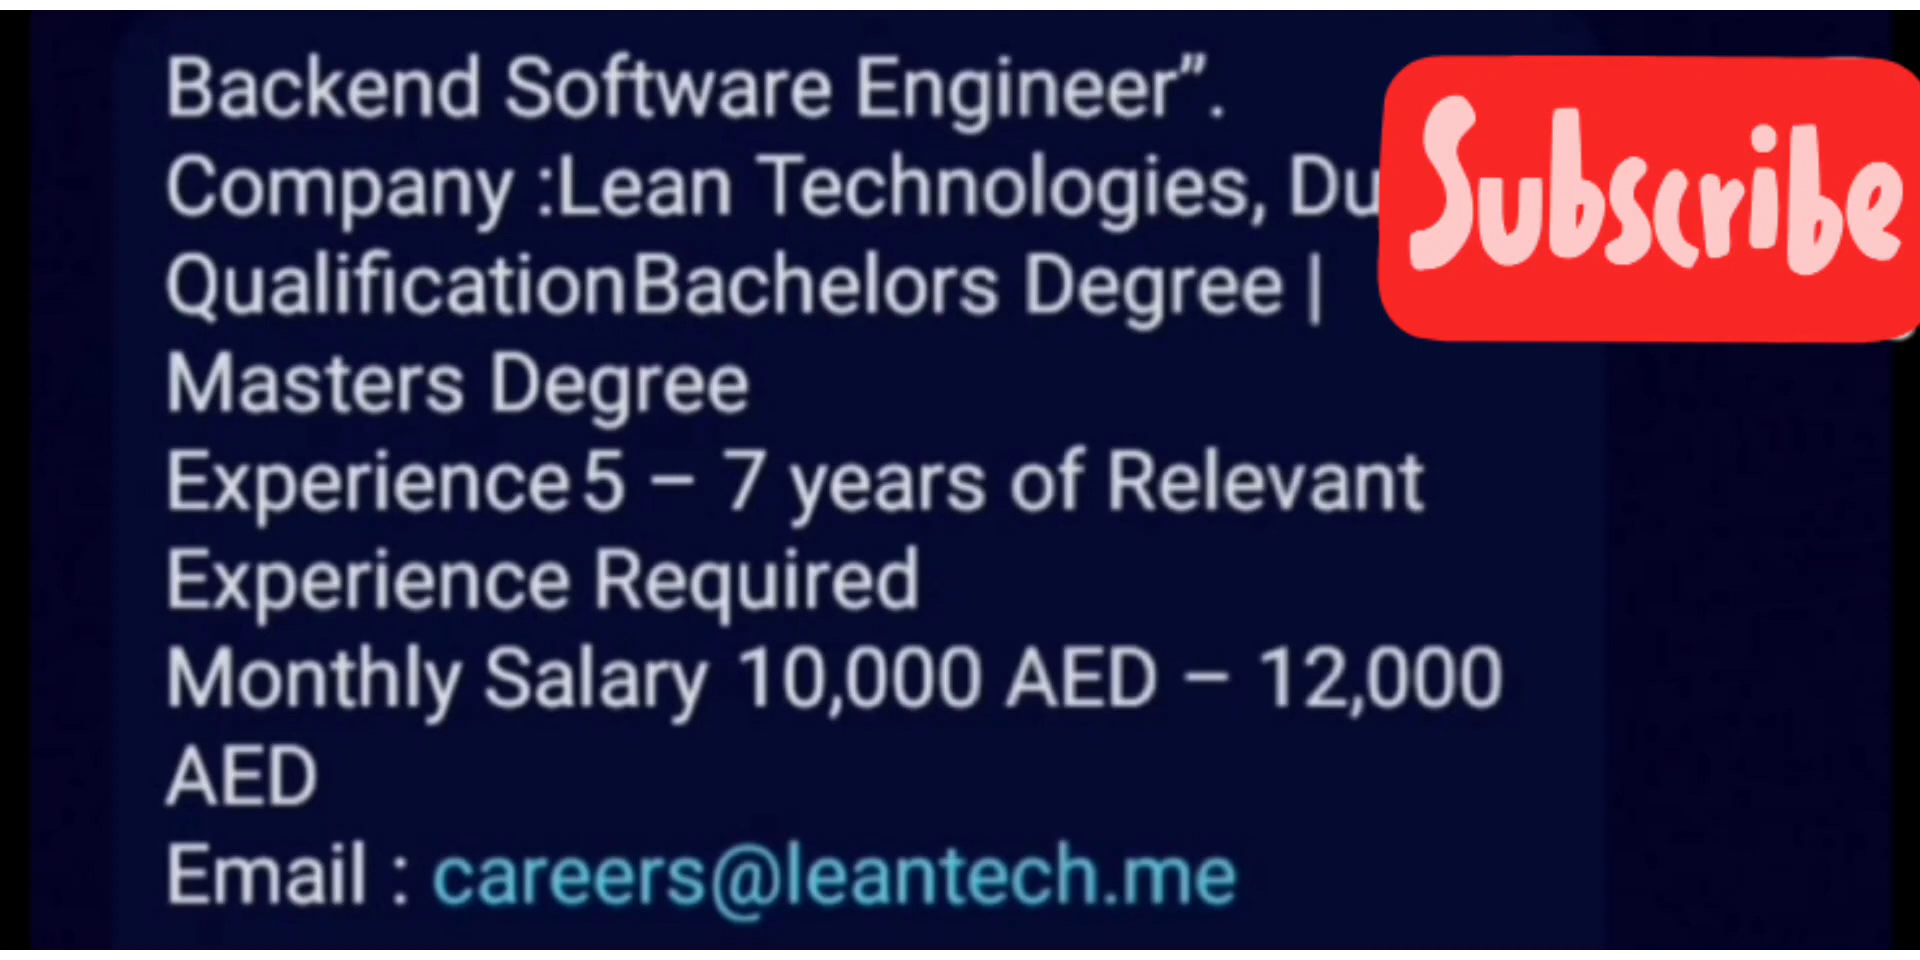 Backend Software Engineer”.
Company :Lean Technologies, Du
QualificationBachelors Degree |
Masters Degree
Experience 5 – 7 years of Relevant
Experience Required
Monthly Salary 10,000 AED – 12,000
AED
Email : careers@leantech.me
Subscribe